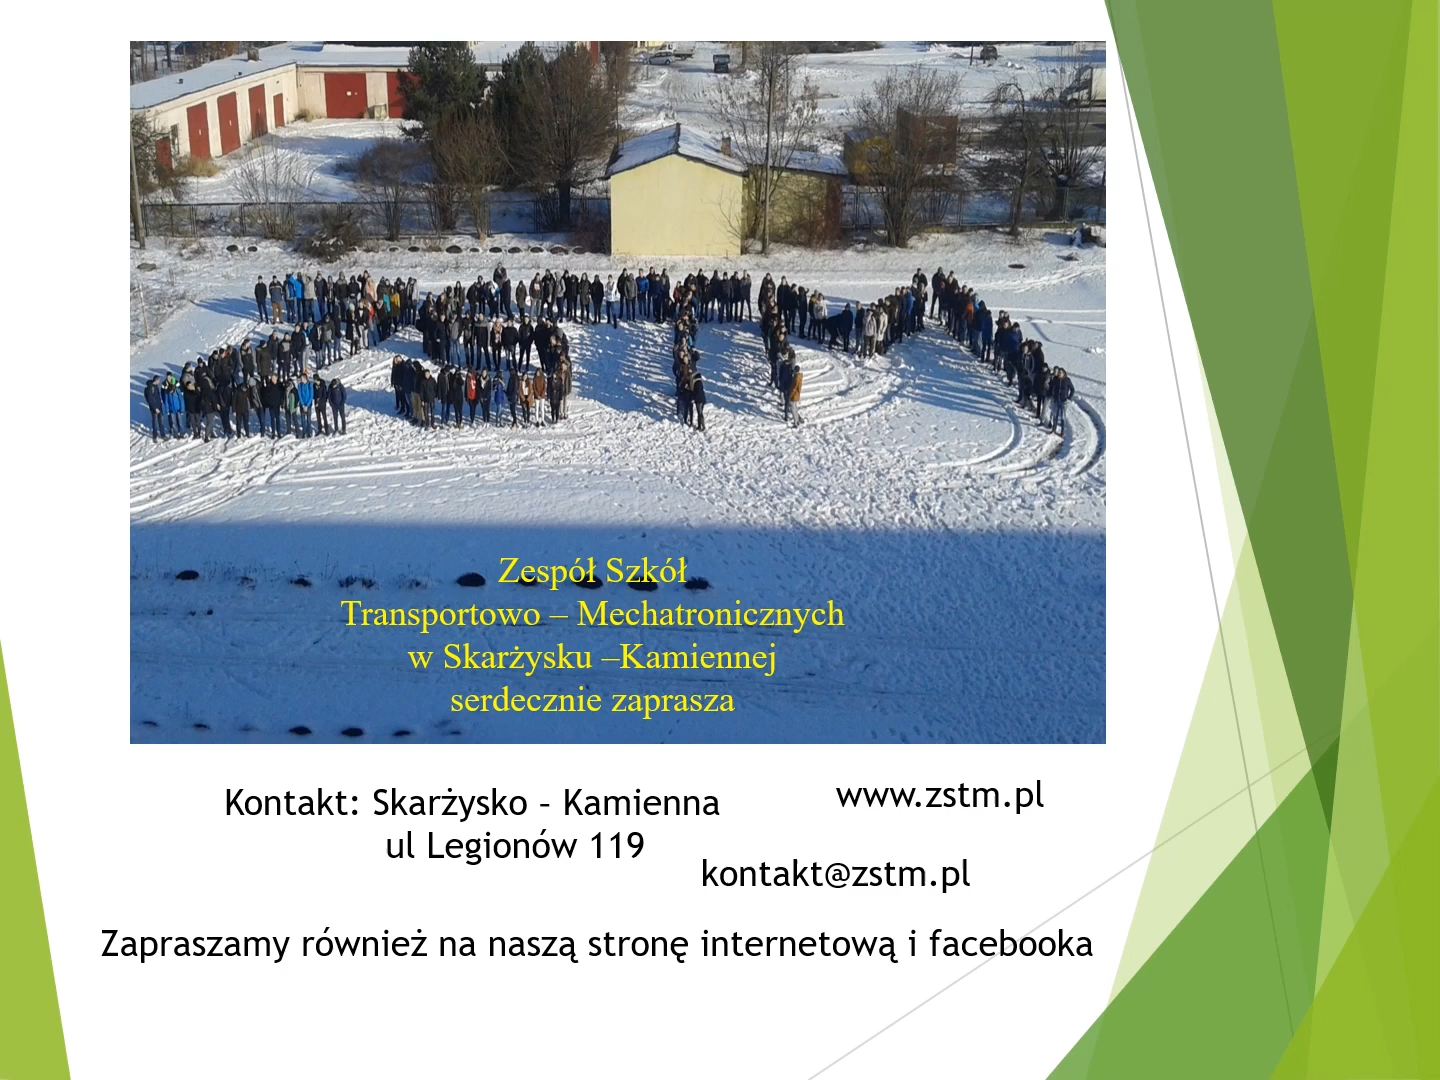 ZSTM
Zespół Szkół
Transportowo – Mechatronicznych
w Skarżysku –Kamiennej
serdecznie zaprasza
Kontakt: Skarżysko – Kamienna
ul Legionów 119
www.zstm.pl
kontakt@zstm.pl
Zapraszamy również na naszą stronę internetową i facebooka